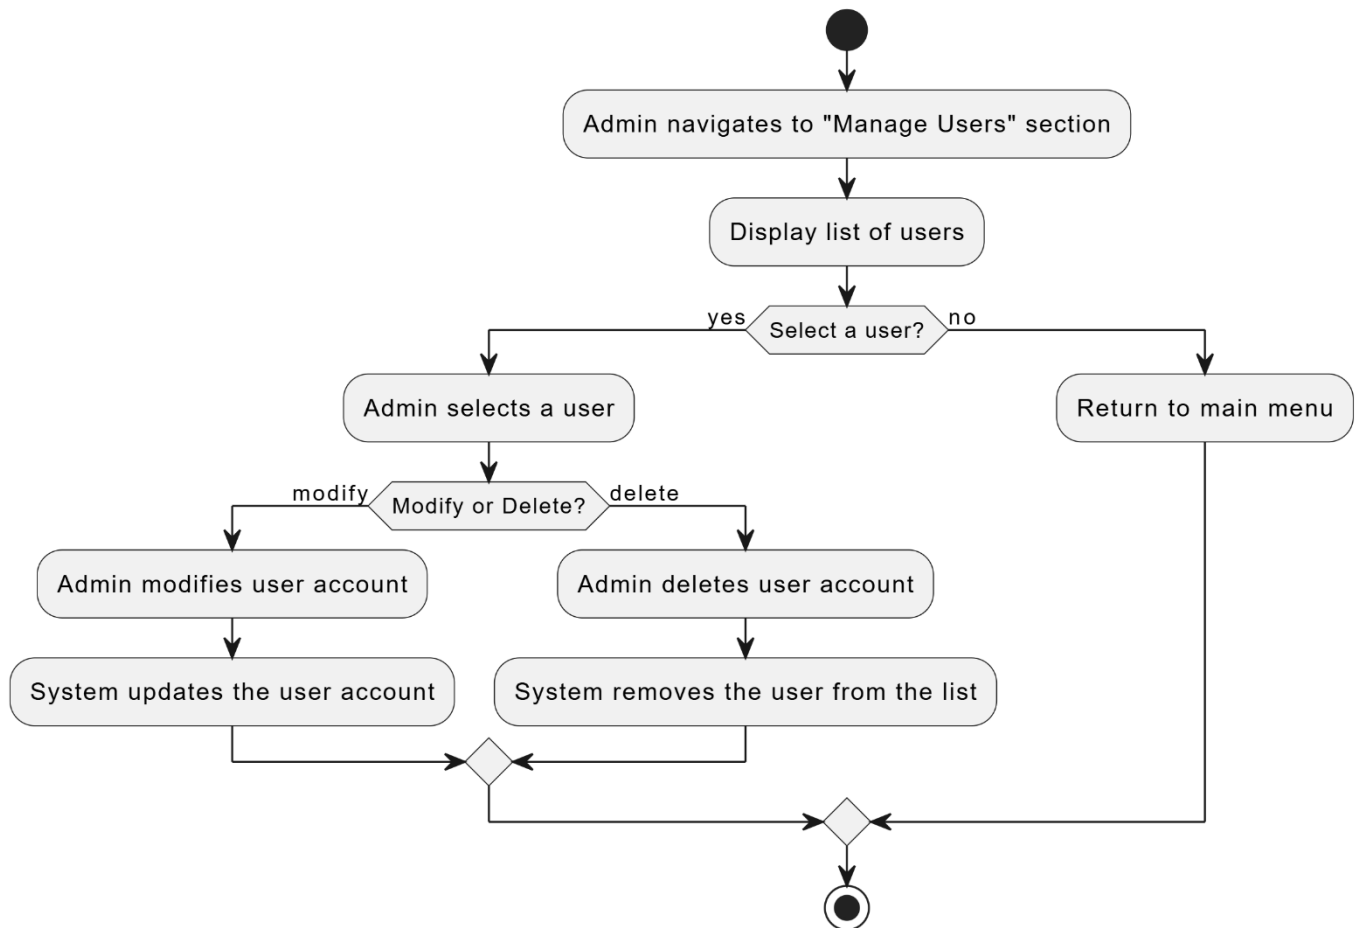 Admin navigates to "Manage Users" section
Display list of users
yes
Select a user?
no
Admin selects a user
Return to main menu
modify
Modify or Delete?
delete
Admin modifies user account
Admin deletes user account
System updates the user account
System removes the user from the list